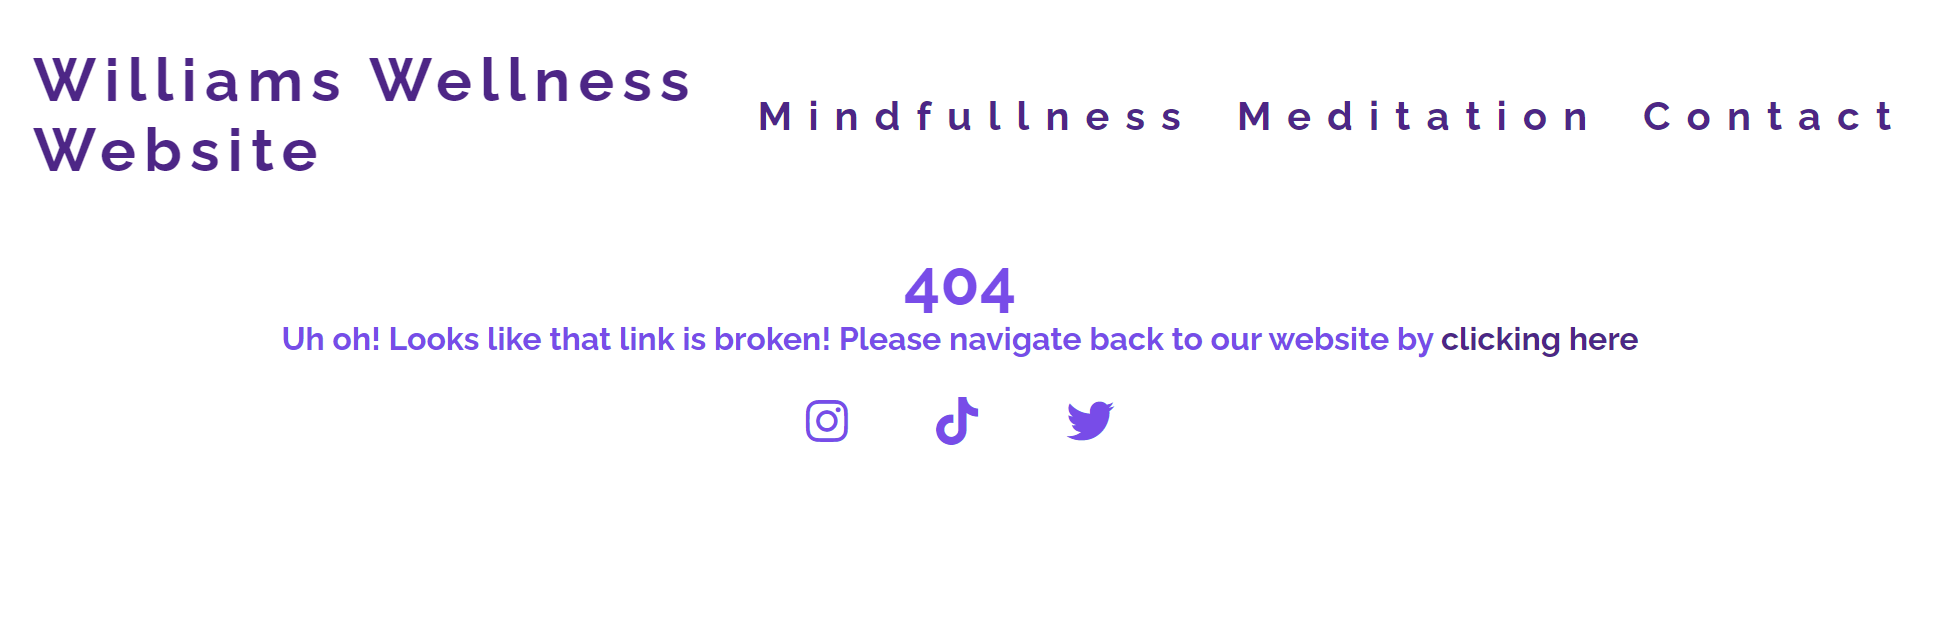 Williams Wellness
Website
Mindfullness Meditation Contact
404
Uh oh! Looks like that link is broken! Please navigate back to our website by clicking here